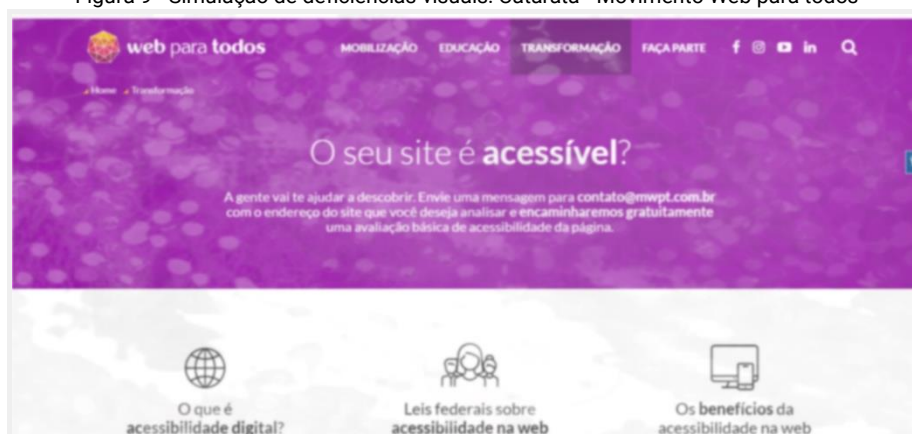 Figura 9 - Simulação de deficiências visuais: Catarata - Movimento Web para todos
web para todos
MOBILIZAÇÃO EDUCAÇÃO TRANSFORMAÇÃO FAÇA PARTE
Home Transformação
O seu site é acessível?
A gente vai te ajudar a descobrir. Envie uma mensagem para contato@mwpt.com.br
com o endereço do site que você deseja analisar e encaminharemos gratuitamente
uma avaliação básica de acessibilidade da página.
O que é
acessibilidade digital?
Leis federais sobre
acessibilidade na web
Os benefícios da
acessibilidade na web